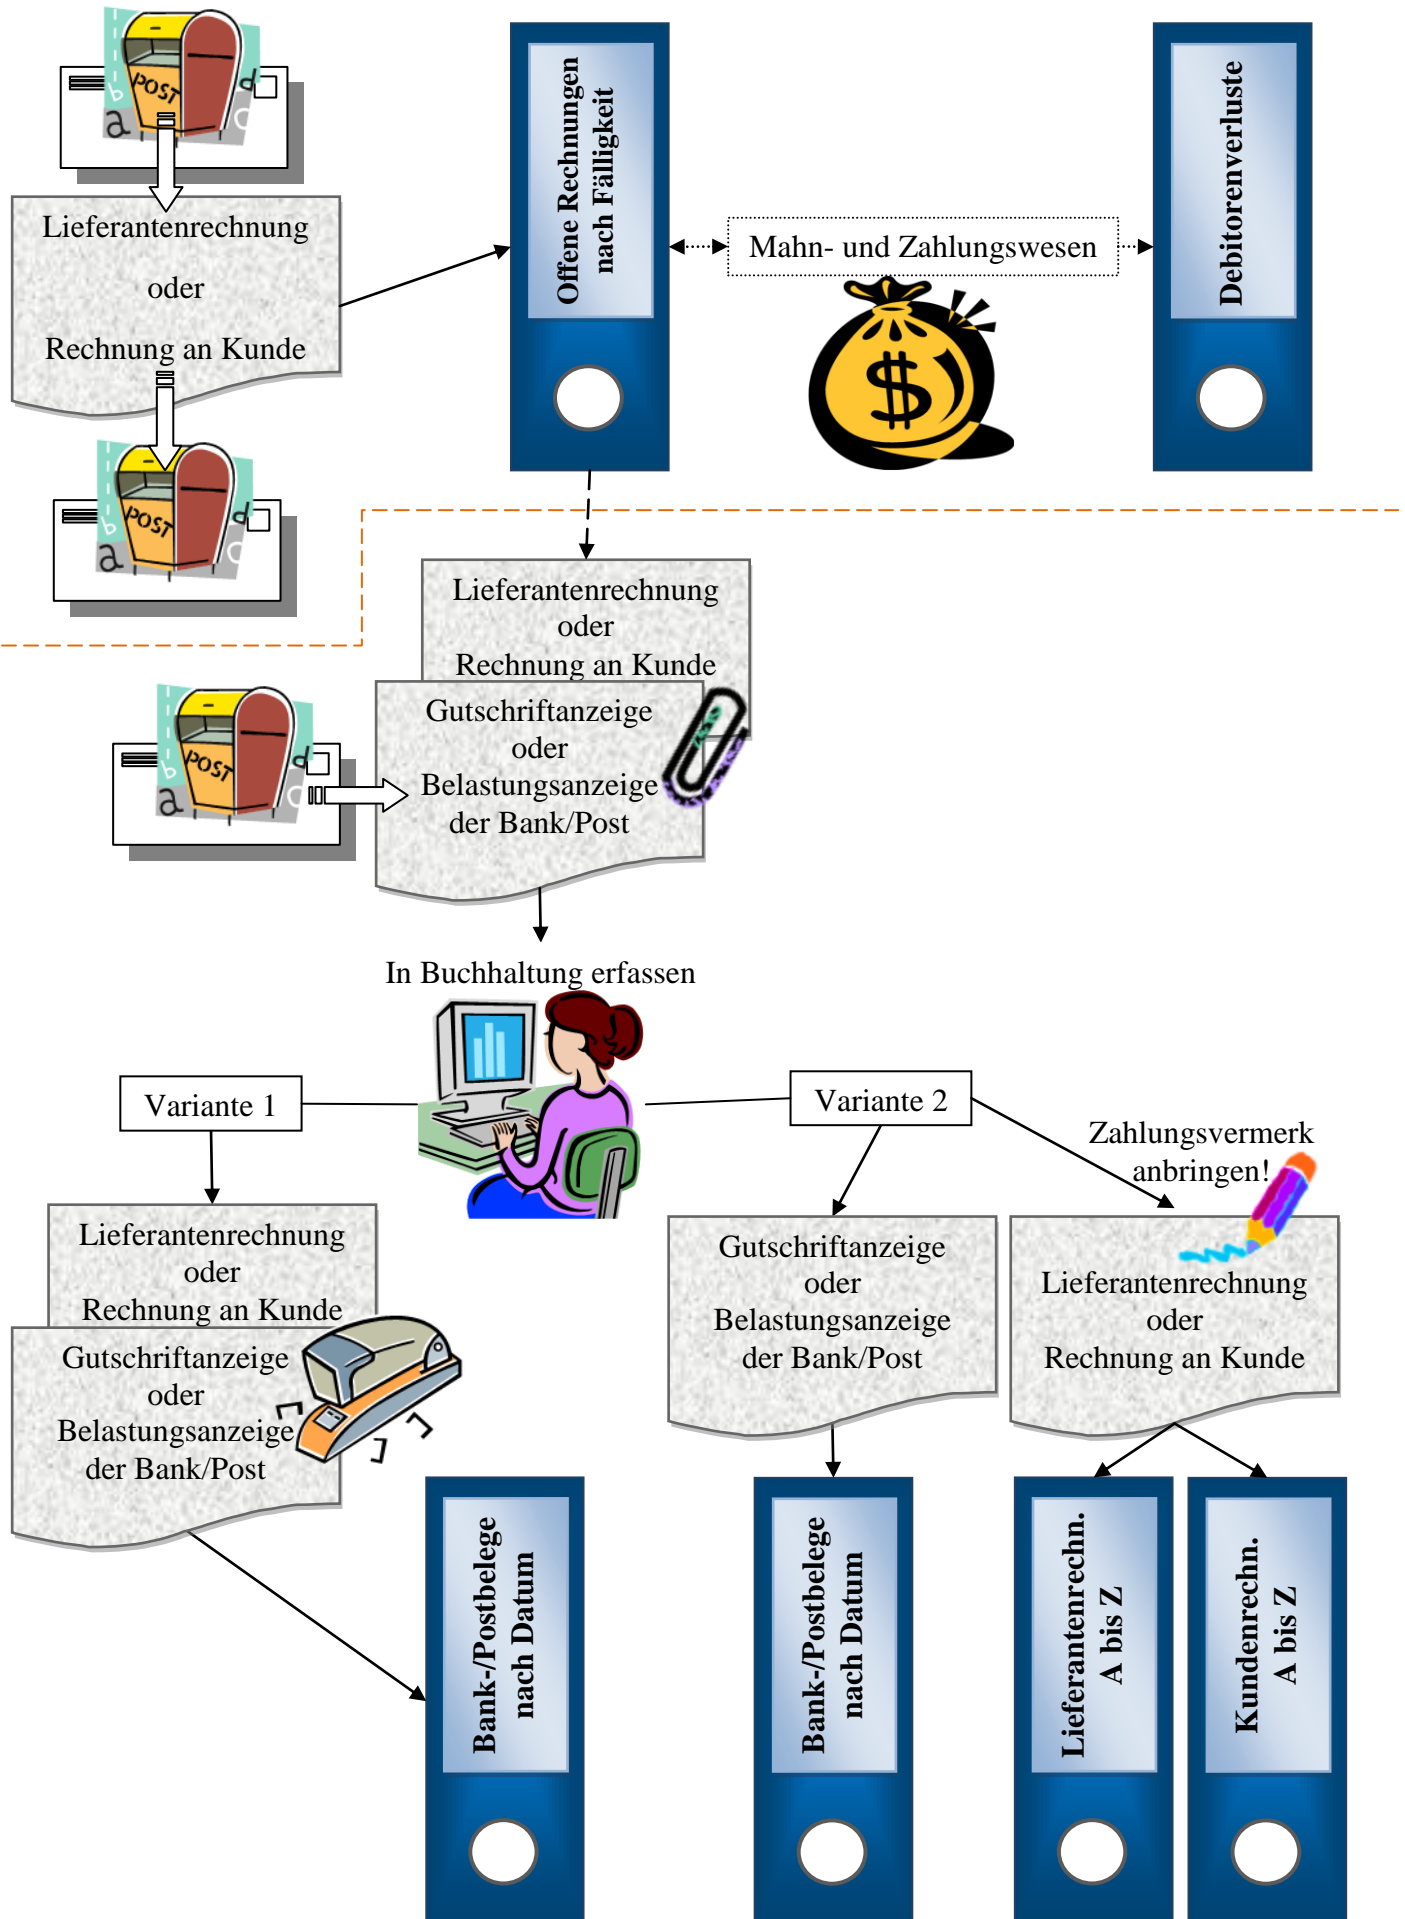 POST
a
b
d
Lieferantenrechnung
oder
Rechnung an Kunde
Offene Rechnungen
nach Fälligkeit
Mahn- und Zahlungswesen
$
Debitorenverluste
POST
a
b
d
Lieferantenrechnung
oder
Rechnung an Kunde
POST
a
b
d
Gutschriftanzeige
oder
Belastungsanzeige
der Bank/Post
In Buchhaltung erfassen
Variante 1
Variante 2
Zahlungsvermerk
anbringen!
Lieferantenrechnung
oder
Rechnung an Kunde
Gutschriftanzeige
oder
Belastungsanzeige
der Bank/Post
Gutschriftanzeige
oder
Belastungsanzeige
der Bank/Post
Lieferantenrechnung
oder
Rechnung an Kunde
Bank-/Postbelege
nach Datum
Bank-/Postbelege
nach Datum
Lieferantenrechn.
A bis Z
Kundenrechn.
A bis Z